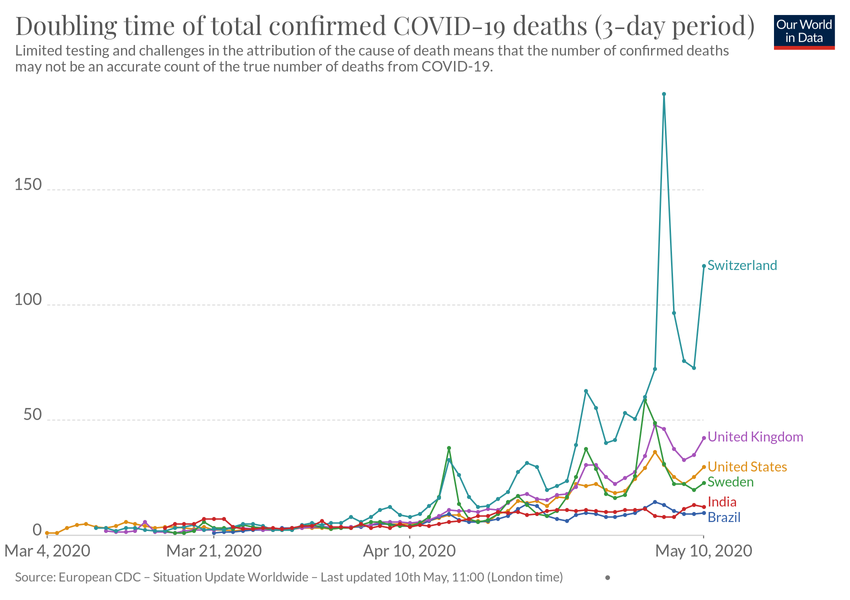 Doubling time of total confirmed COVID-19 deaths (3-day period)
Our World
in Data
Limited testing and challenges in the attribution of the cause of death means that the number of confirmed deaths
may not be an accurate count of the true number of deaths from COVID-19.
150
100
50
0
Switzerland
United Kingdom
United States
Sweden
India
Brazil
Mar 4, 2020
Mar 21, 2020
Apr 10, 2020
May 10, 2020
Source: European CDC – Situation Update Worldwide – Last updated 10th May, 11:00 (London time)